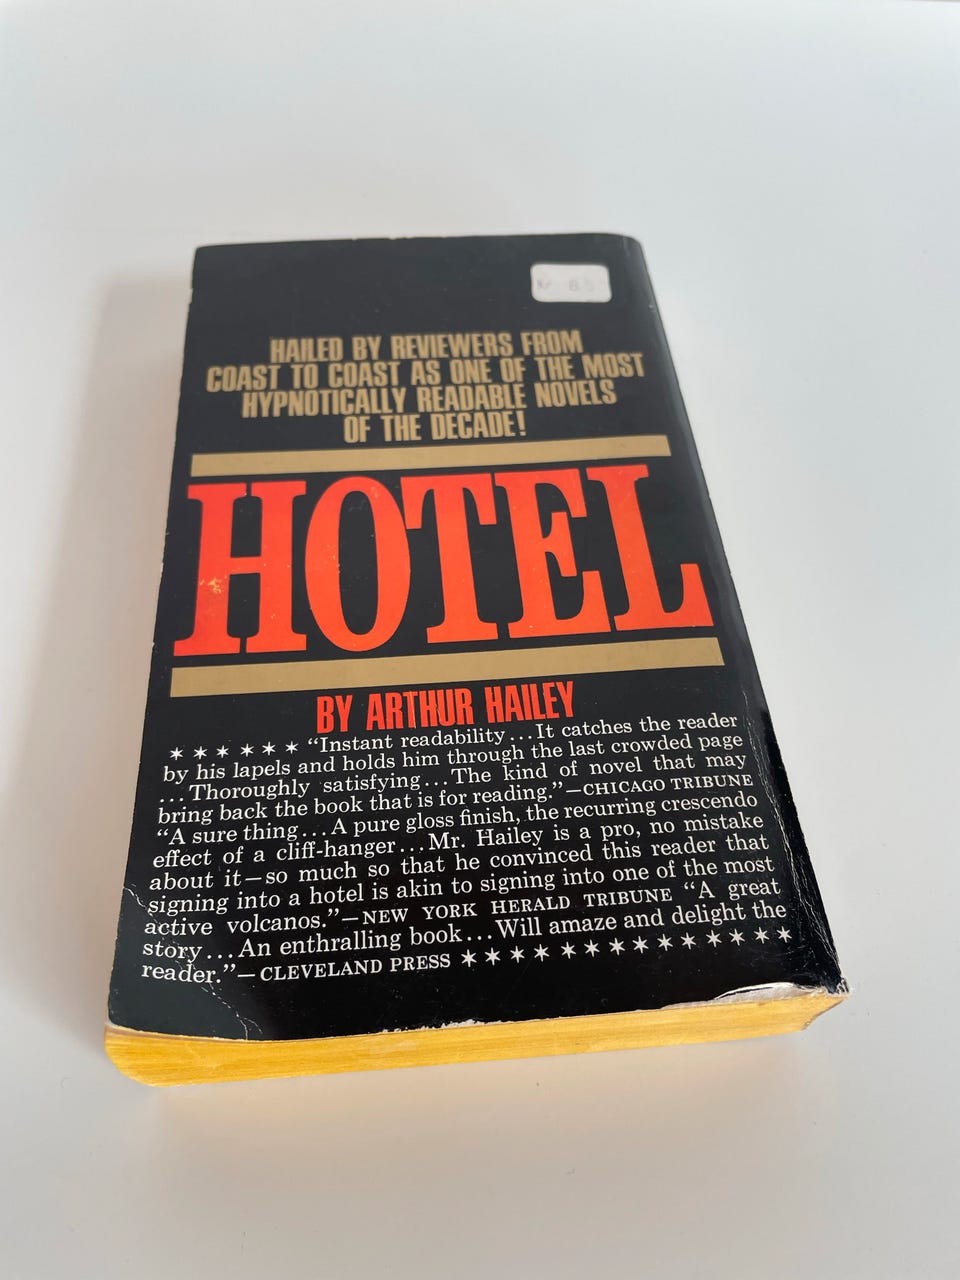 HAILED BY REVIEWERS FROM
COAST TO COAST AS ONE OF THE MOST
HYPNOTICALLY READABLE NOVELS
OF THE DECADE!
HOTEL
BY ARTHUR HAILEY
✶ ✶ ✶ ✶ ✶ ✶ “Instant readability...It catches the reader
by his lapels and holds him through the last crowded page
...Thoroughly satisfying...The kind of novel that may
bring back the book that is for reading.”—CHICAGO TRIBUNE
“A sure thing...A pure gloss finish, the recurring crescendo
effect of a cliff-hanger...Mr. Hailey is a pro, no mistake
about it—so much so that he convinced this reader that
signing into a hotel is akin to signing into one of the most
active volcanos.”—NEW YORK HERALD TRIBUNE “A great
story...An enthralling book...Will amaze and delight the
reader.”—CLEVELAND PRESS ✶ ✶ ✶ ✶ ✶ ✶ ✶ ✶ ✶ ✶ ✶ ✶ ✶ ✶